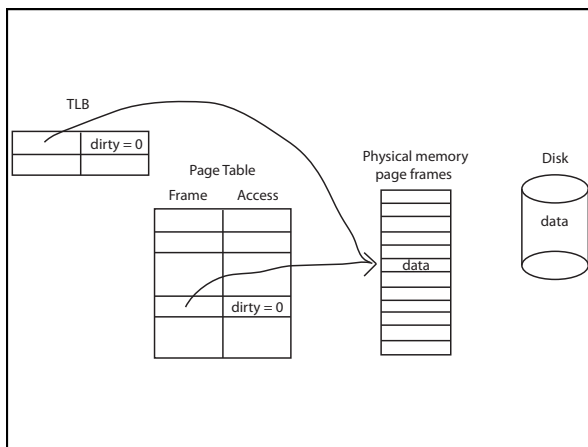 TLB
dirty = 0
Page Table
Frame Access
dirty = 0
Physical memory
page frames
data
Disk
data